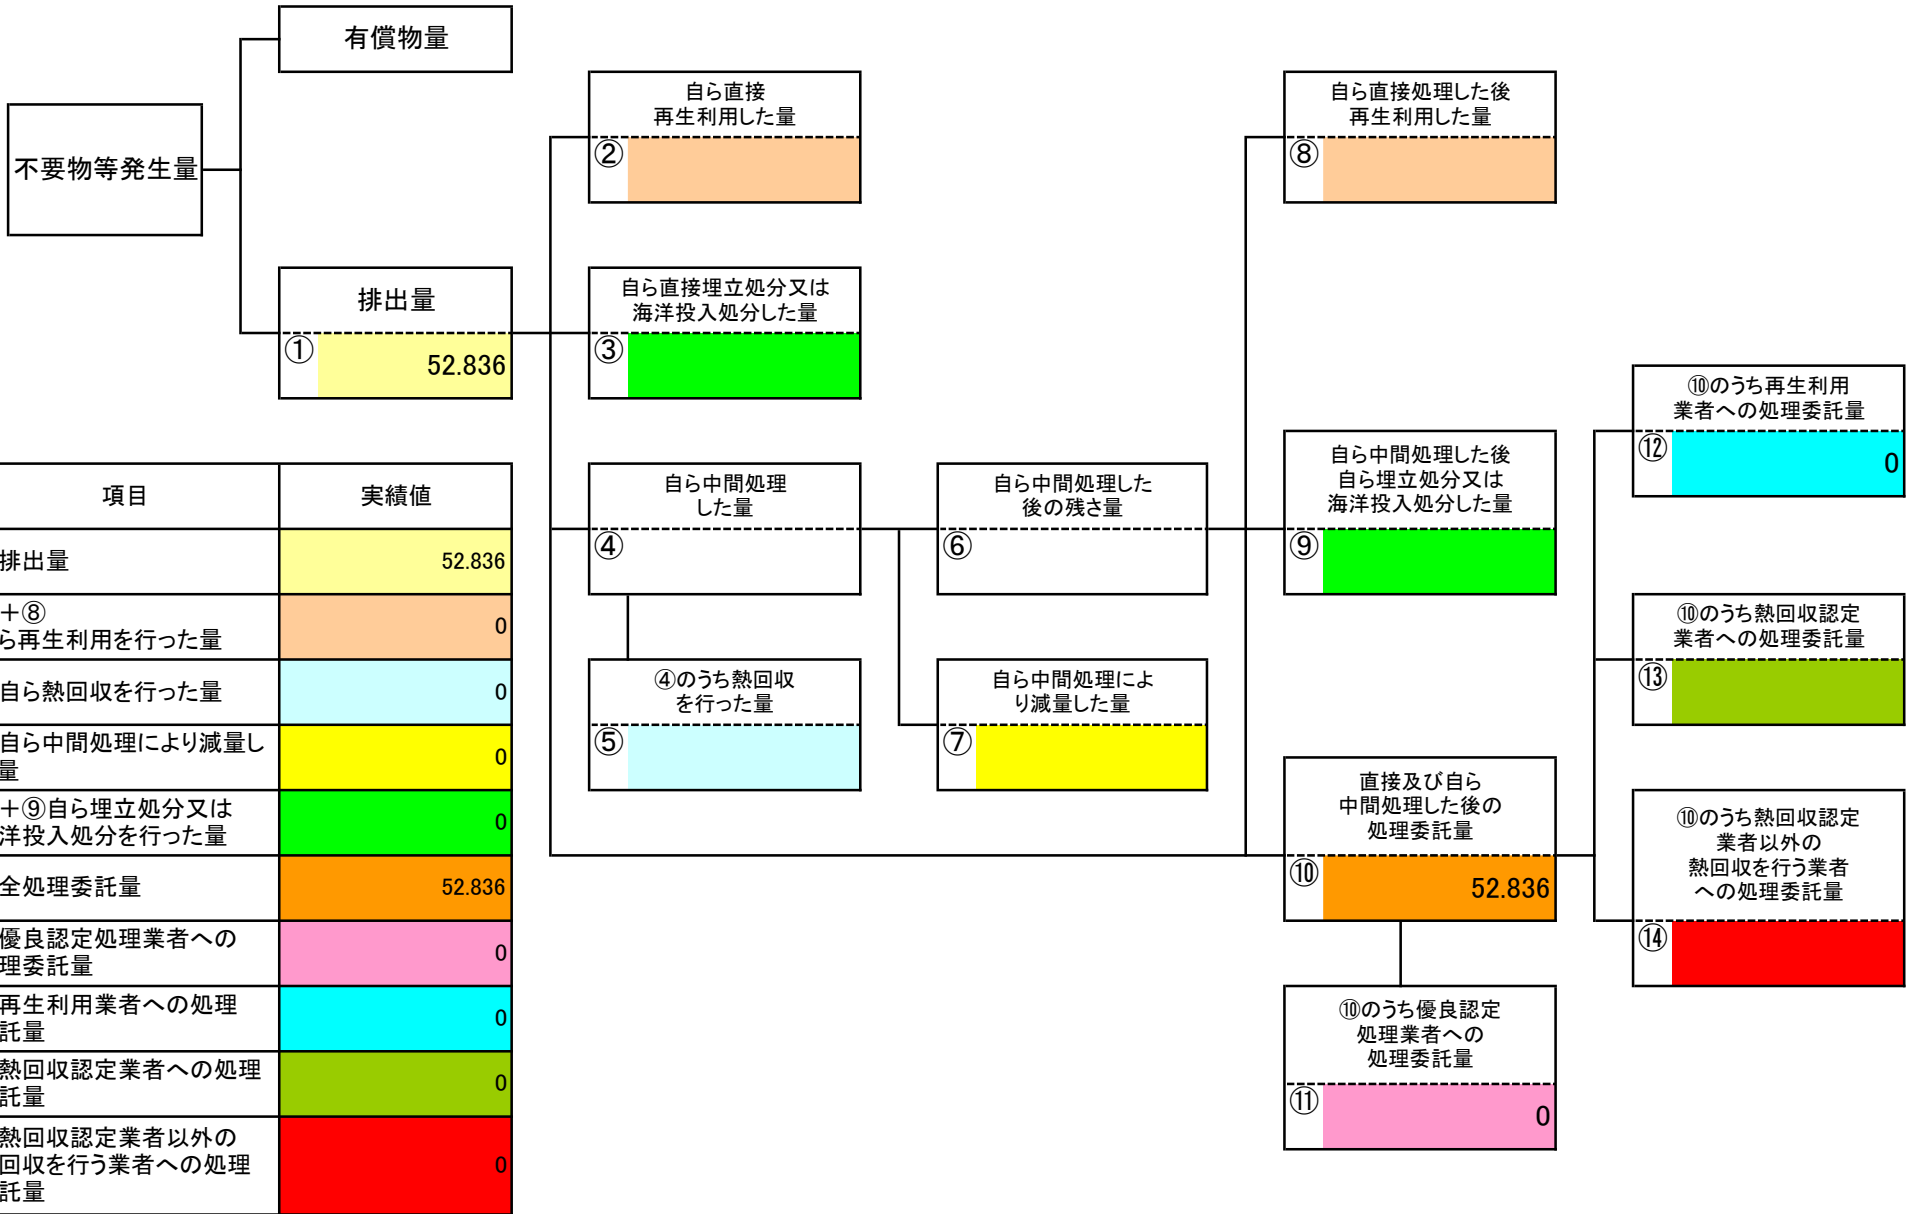 有償物量
不要物等発生量
排出量
①
52.836
自ら直接
再生利用した量
②
自ら直接埋立処分又は
海洋投入処分した量
③
自ら中間処理
した量
④
④のうち熱回収
を行った量
⑤
自ら中間処理した
後の残さ量
⑥
自ら中間処理によ
り減量した量
⑦
自ら直接処理した後
再生利用した量
⑧
自ら中間処理した後
自ら埋立処分又は
海洋投入処分した量
⑨
直接及び自ら
中間処理した後の
処理委託量
⑩
52.836
⑩のうち優良認定
処理業者への
処理委託量
⑪
0
⑩のうち再生利用
業者への処理委託量
⑫
0
⑩のうち熱回収認定
業者への処理委託量
⑬
⑩のうち熱回収認定
業者以外の
熱回収を行う業者
への処理委託量
⑭
項目
実績値
排出量
52.836
+⑧
ら再生利用を行った量
0
自ら熱回収を行った量
0
自ら中間処理により減量し
量
0
+⑨自ら埋立処分又は
洋投入処分を行った量
0
全処理委託量
52.836
優良認定処理業者への
理委託量
0
再生利用業者への処理
託量
0
熱回収認定業者への処理
託量
0
熱回収認定業者以外の
回収を行う業者への処理
託量
0